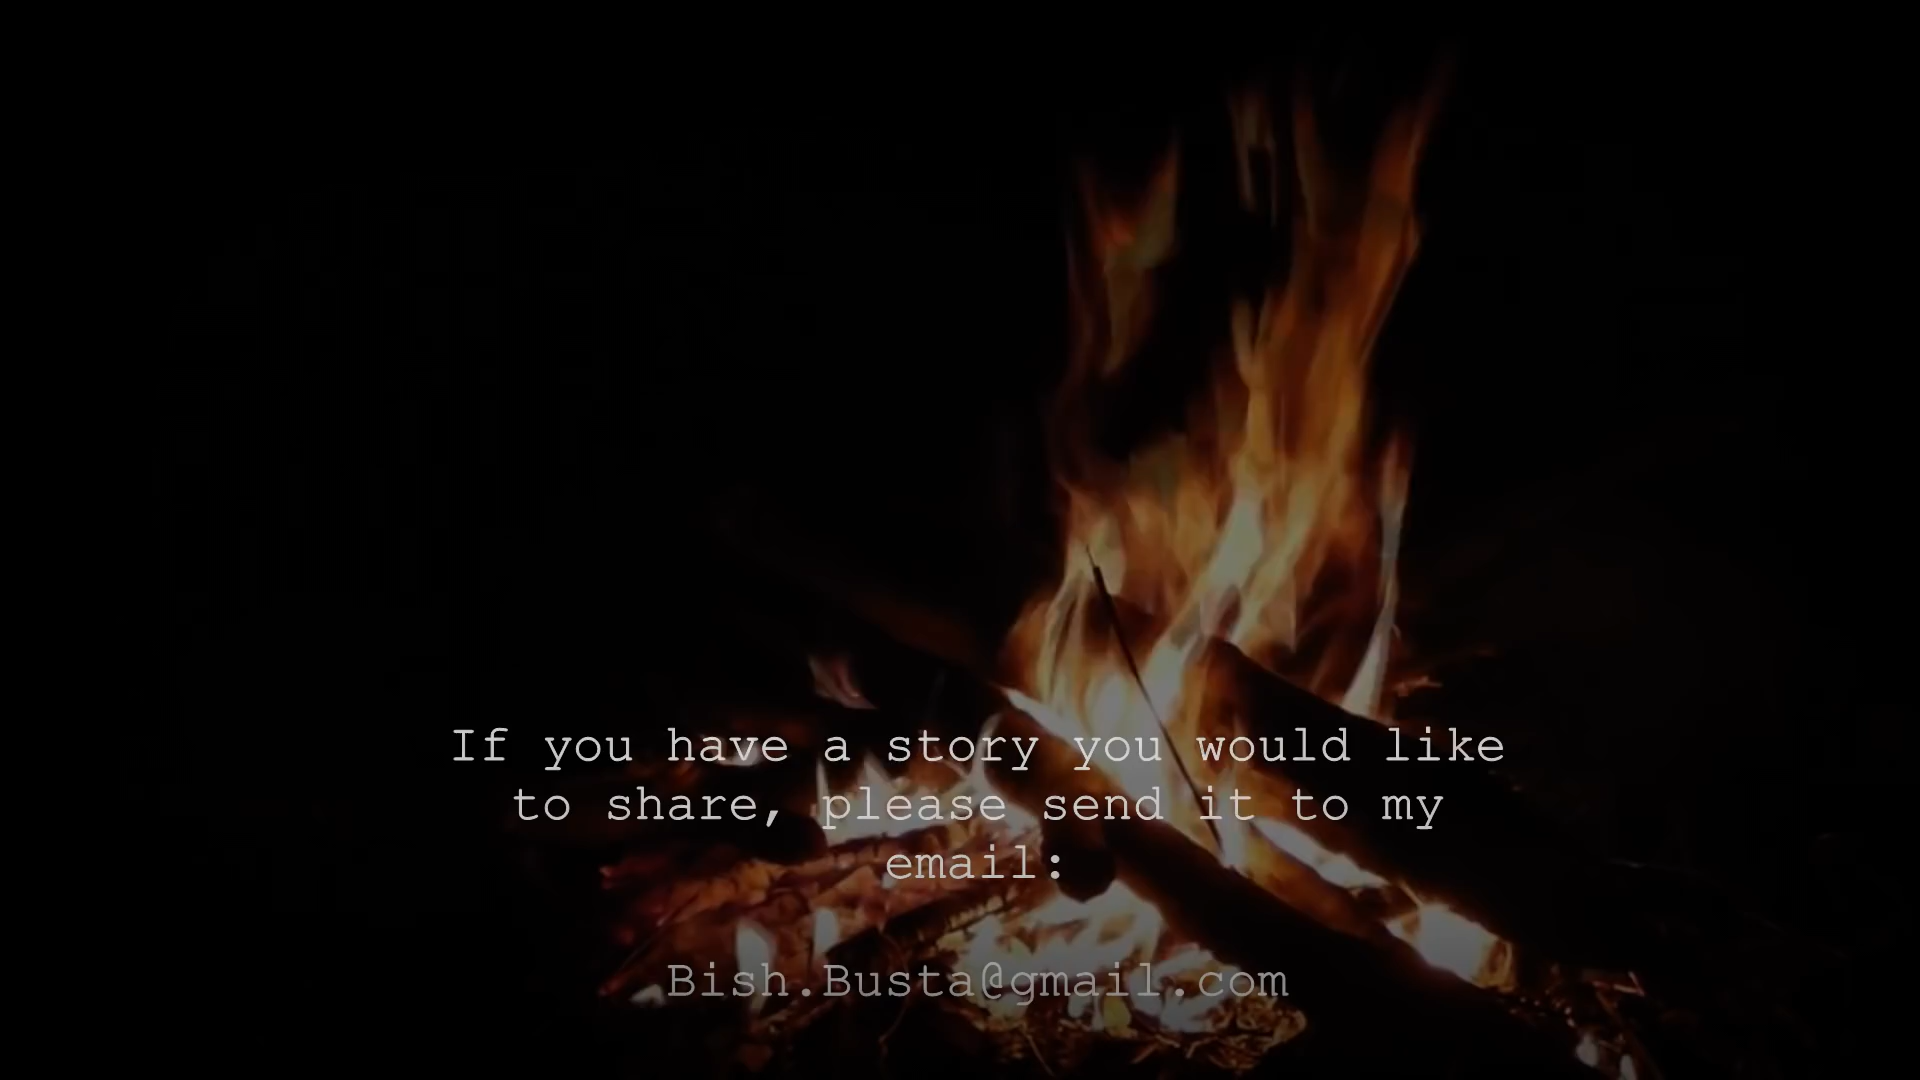 If you have a story you would like
to share, please send it to my
email:
Bish.Busta@gmail.com